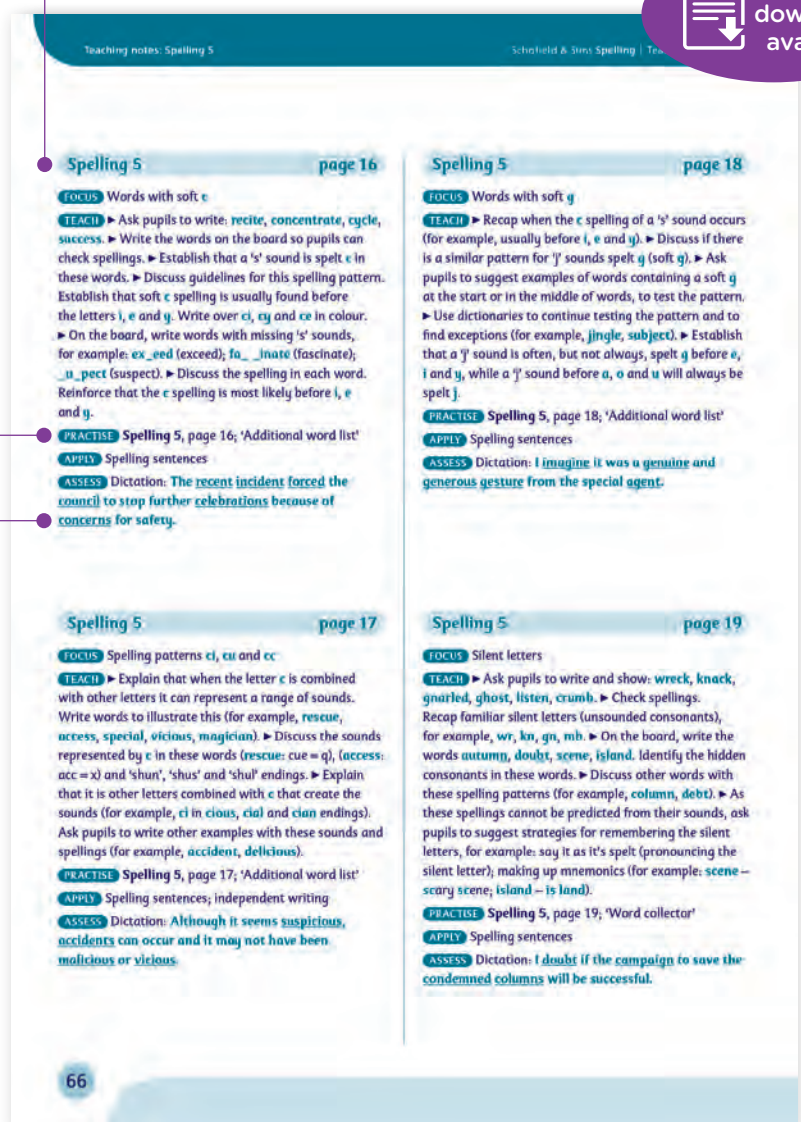 dow
ava
Teaching notes: Spelling 5
Schofield & Sims Spelling | Tea
Spelling 5 page 16
FOCUS Words with soft c
TEACH ► Ask pupils to write: recite, concentrate, cycle,
success. ► Write the words on the board so pupils can
check spellings. ► Establish that a 's' sound is spelt c in
these words. ► Discuss guidelines for this spelling pattern.
Establish that soft c spelling is usually found before
the letters i, e and y. Write over ci, cy and ce in colour.
► On the board, write words with missing 's' sounds,
for example: ex_eed (exceed); fa_ _inate (fascinate);
_u_pect (suspect). ► Discuss the spelling in each word.
Reinforce that the c spelling is most likely before i, e
and y.
PRACTISE Spelling 5, page 16; 'Additional word list'
APPLY Spelling sentences
ASSESS Dictation: The recent incident forced the
council to stop further celebrations because of
concerns for safety.
Spelling 5 page 17
FOCUS Spelling patterns ci, cu and cc
TEACH ► Explain that when the letter c is combined
with other letters it can represent a range of sounds.
Write words to illustrate this (for example, rescue,
access, special, vicious, magician). ► Discuss the sounds
represented by c in these words (rescue: cue = q), (access:
acc = x) and 'shun', 'shus' and 'shul' endings. ► Explain
that it is other letters combined with c that create the
sounds (for example, ci in cious, cial and cian endings).
Ask pupils to write other examples with these sounds and
spellings (for example, accident, delicious).
PRACTISE Spelling 5, page 17; 'Additional word list'
APPLY Spelling sentences; independent writing
ASSESS Dictation: Although it seems suspicious,
accidents can occur and it may not have been
malicious or vicious.
Spelling 5 page 18
FOCUS Words with soft g
TEACH ► Recap when the c spelling of a 's' sound occurs
(for example, usually before i, e and y). ► Discuss if there
is a similar pattern for 'j' sounds spelt g (soft g). ► Ask
pupils to suggest examples of words containing a soft g
at the start or in the middle of words, to test the pattern.
► Use dictionaries to continue testing the pattern and to
find exceptions (for example, jingle, subject). ► Establish
that a 'j' sound is often, but not always, spelt g before e,
i and y, while a 'j' sound before a, o and u will always be
spelt j.
PRACTISE Spelling 5, page 18; 'Additional word list'
APPLY Spelling sentences
ASSESS Dictation: I imagine it was a genuine and
generous gesture from the special agent.
Spelling 5 page 19
FOCUS Silent letters
TEACH ► Ask pupils to write and show: wreck, knack,
gnarled, ghost, listen, crumb. ► Check spellings.
Recap familiar silent letters (unsounded consonants),
for example, wr, kn, gn, mb. ► On the board, write the
words autumn, doubt, scene, island. Identify the hidden
consonants in these words. ► Discuss other words with
these spelling patterns (for example, column, debt). ► As
these spellings cannot be predicted from their sounds, ask
pupils to suggest strategies for remembering the silent
letters, for example: say it as it's spelt (pronouncing the
silent letter); making up mnemonics (for example: scene –
scary scene; island – is land).
PRACTISE Spelling 5, page 19; 'Word collector'
APPLY Spelling sentences
ASSESS Dictation: I doubt if the campaign to save the
condemned columns will be successful.
66